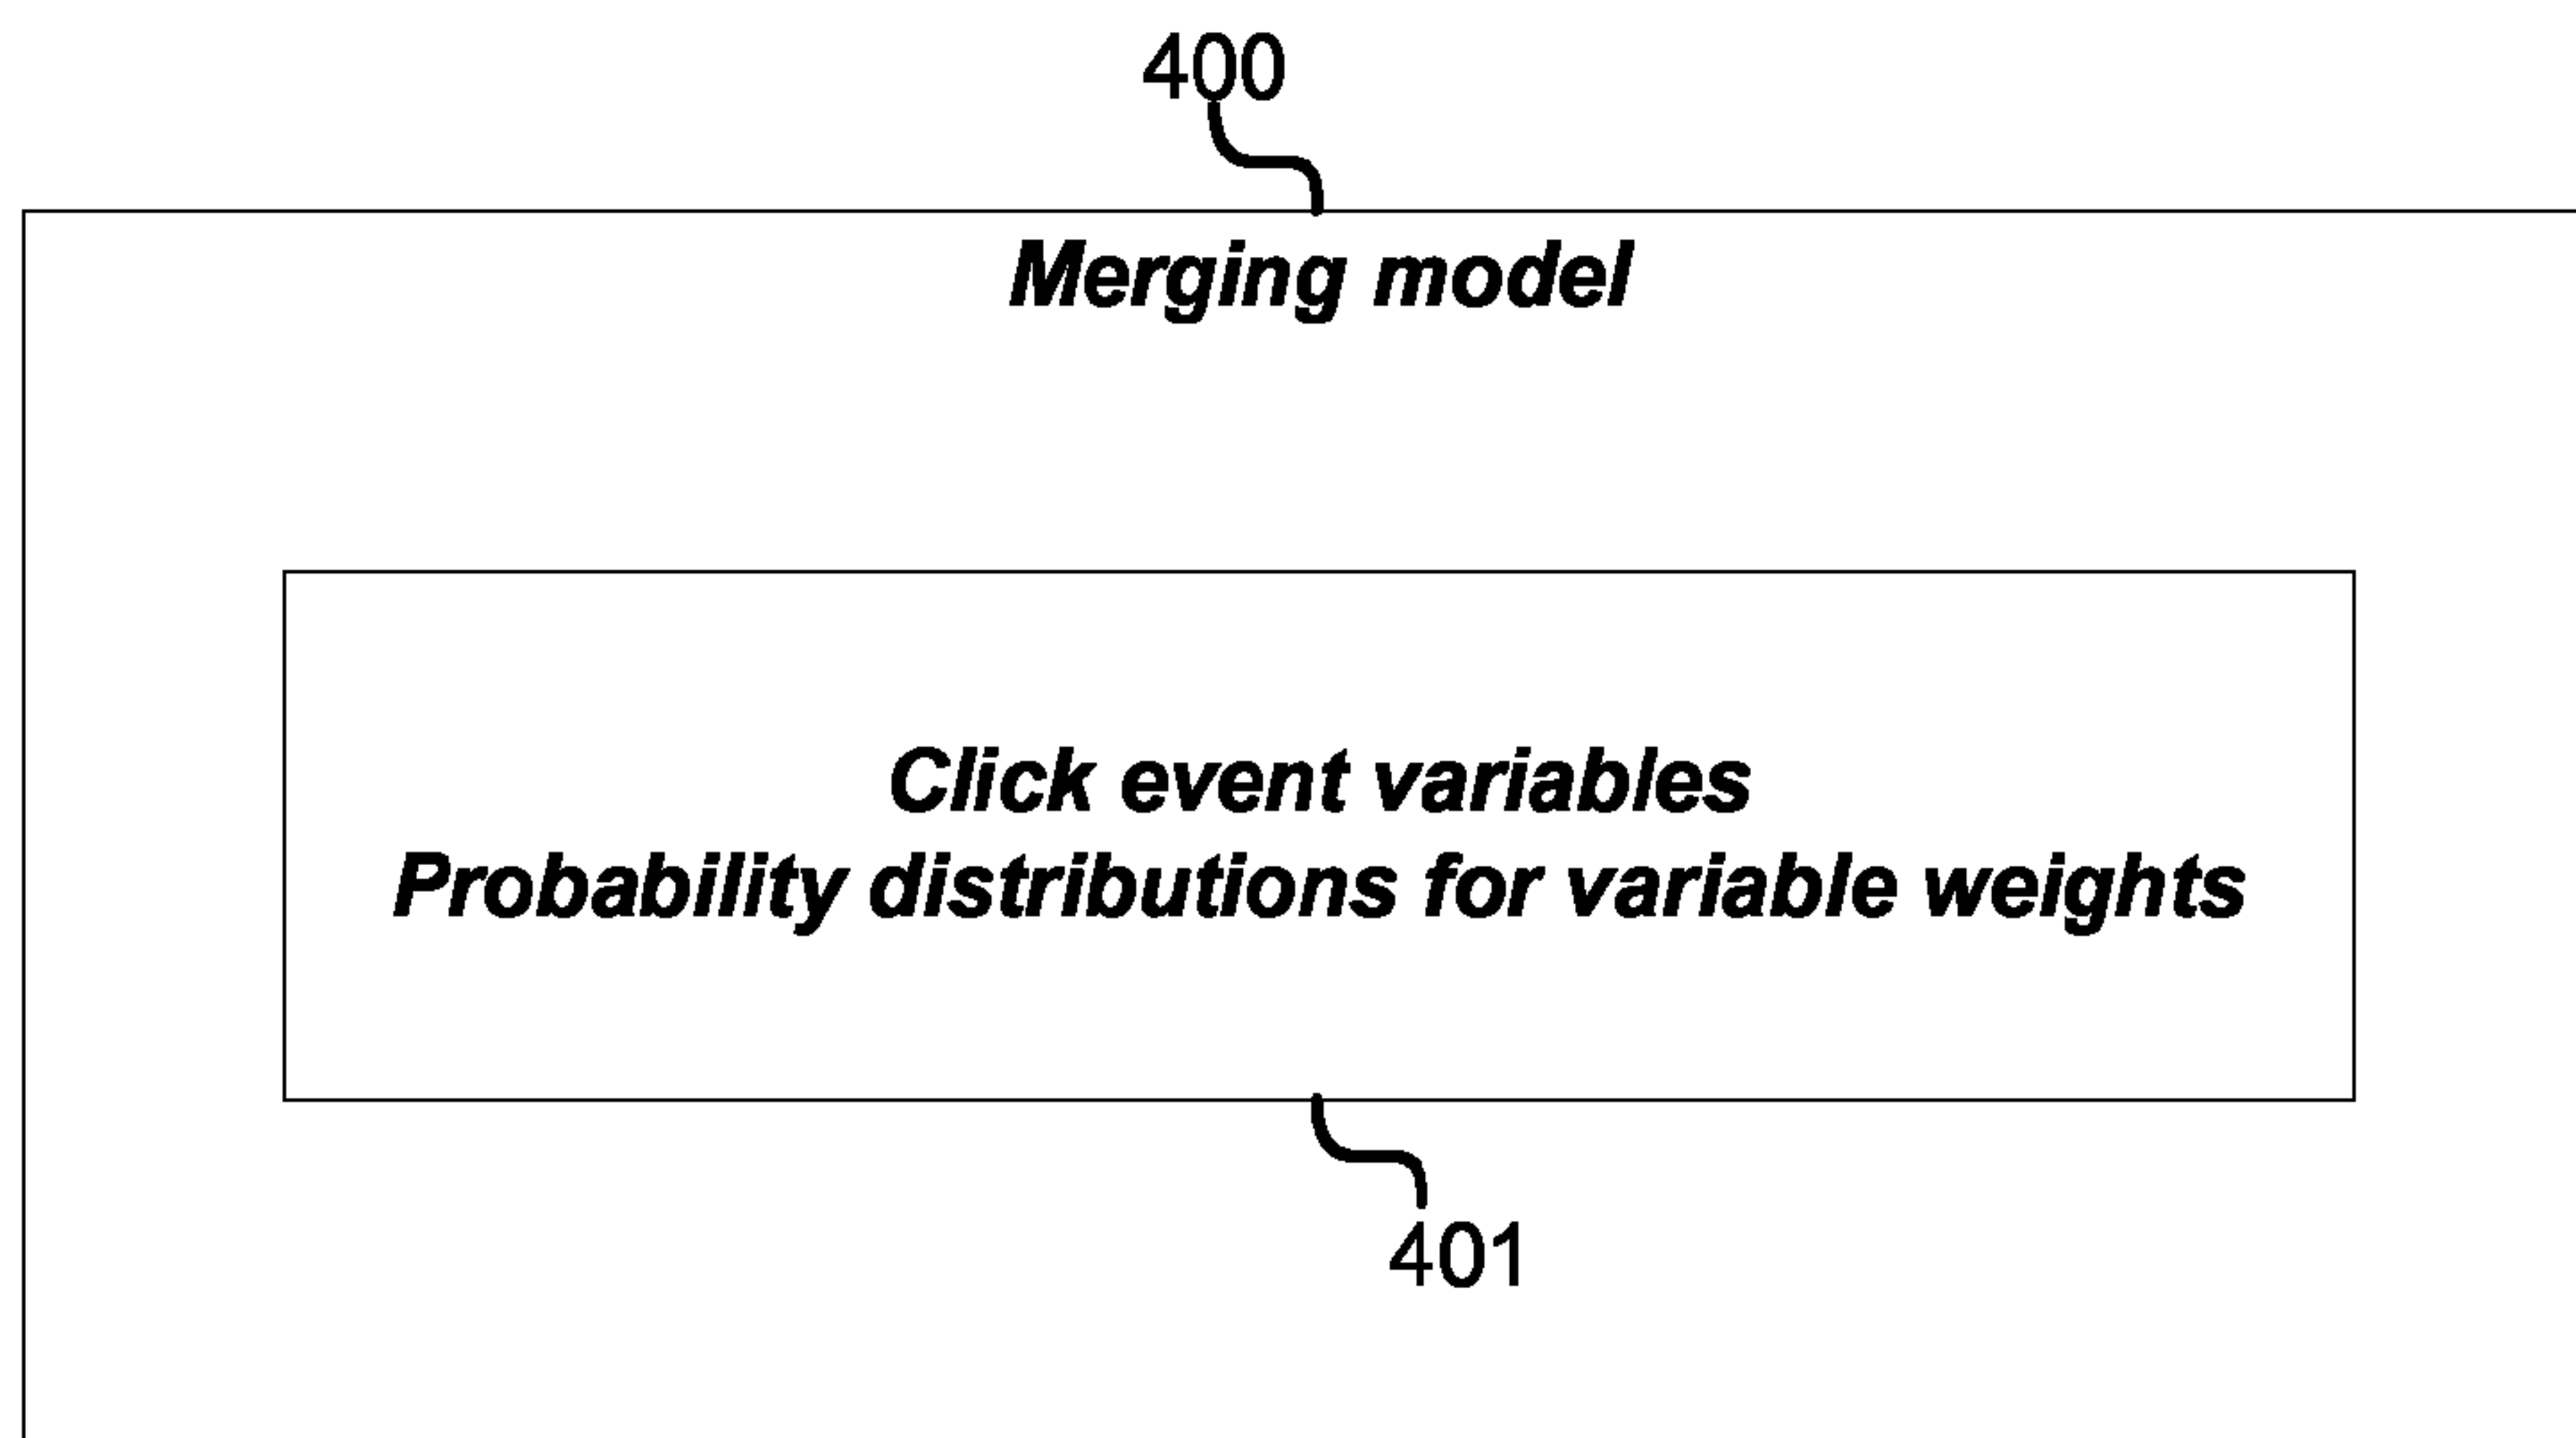 400
Merging model
Click event variables
Probability distributions for variable weights
401